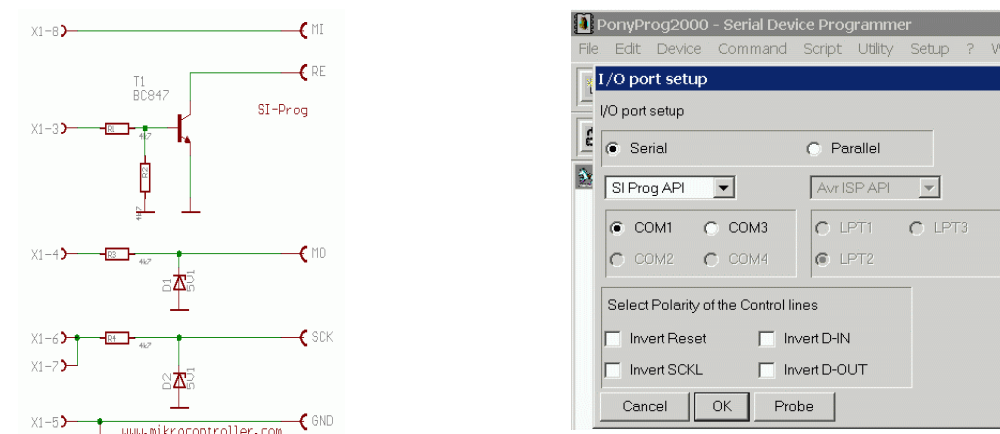 X1-8
MI
RE
T1
BC847
SI-Prog
X1-3
R1
4k7
R2
4k7
X1-4
R3
4k7
MO
D1
5V1
X1-6
R4
4k7
SCK
X1-7
D2
5V1
X1-5
GND
www.mikrocontroller.com
PonyProg2000 - Serial Device Programmer
File Edit Device Command Script Utility Setup ?
I/O port setup
I/O port setup
Serial Parallel
SI Prog API Avr ISP API
COM1 COM3 LPT1 LPT3
COM2 COM4 LPT2
Select Polarity of the Control lines
Invert Reset Invert D-IN
Invert SCKL Invert D-OUT
Cancel OK Probe